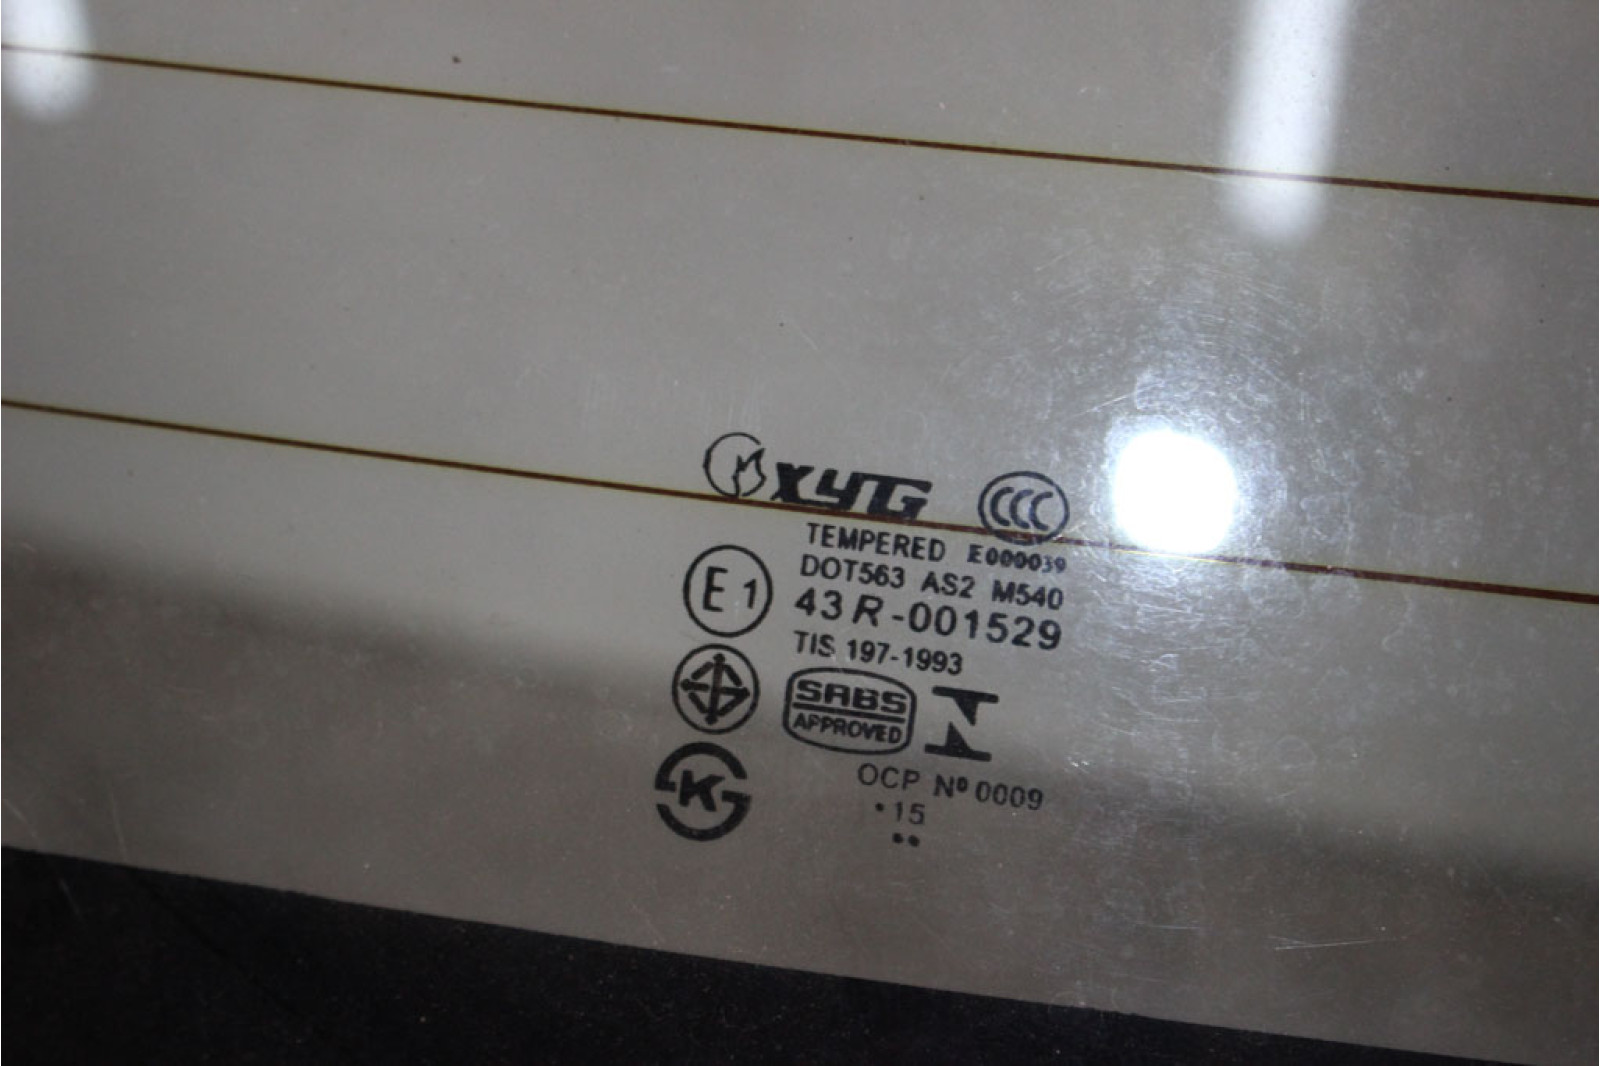 XYG CCC
TEMPERED E000039
DOT563 AS2 M540
E1 43R-001529
TIS 197-1993
SABS
APPROVED
K
OCP Nº 0009
•15
••